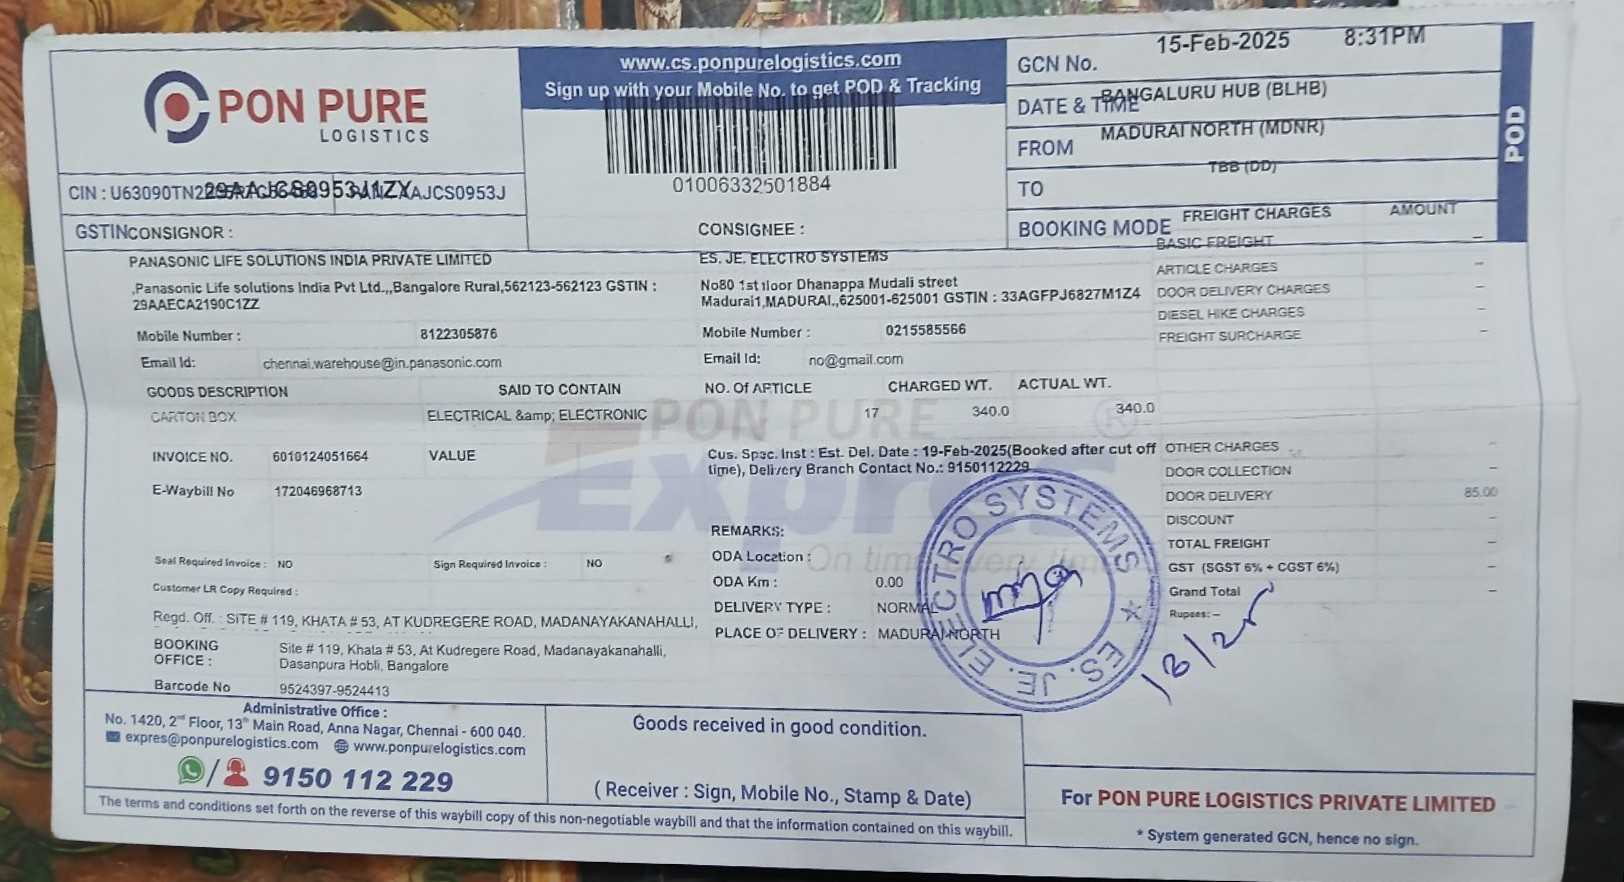 PON PURE
LOGISTICS
www.cs.ponpurelogistics.com
Sign up with your Mobile No. to get POD & Tracking
01006332501884
GCN No.
15-Feb-2025 8:31PM
DATE & TIME
BANGALURU HUB (BLHB)
FROM
MADURAI NORTH (MDNR)
TO
TBB (DD)
BOOKING MODE
POD
CIN : U63090TN2
29AAJCS0953J1ZY
AAJCS0953J
GSTIN
CONSIGNOR :
PANASONIC LIFE SOLUTIONS INDIA PRIVATE LIMITED
,Panasonic Life solutions India Pvt Ltd.,,Bangalore Rural,562123-562123 GSTIN :
29AAECA2190C1ZZ
Mobile Number : 8122305876
Email Id: chennai.warehouse@in.panasonic.com
CONSIGNEE :
ES. JE. ELECTRO SYSTEMS
No80 1st floor Dhanappa Mudali street
Madurai1,MADURAI.,625001-625001 GSTIN : 33AGFPJ6827M1Z4
Mobile Number : 0215585566
Email Id: no@gmail.com
FREIGHT CHARGES AMOUNT
BASIC FREIGHT –
ARTICLE CHARGES –
DOOR DELIVERY CHARGES –
DIESEL HIKE CHARGES –
FREIGHT SURCHARGE –
GOODS DESCRIPTION SAID TO CONTAIN NO. Of ARTICLE CHARGED WT. ACTUAL WT.
CARTON BOX ELECTRICAL &amp; ELECTRONIC 17 340.0 340.0
PON PURE
Express
On time every time
INVOICE NO. 6010124051664 VALUE
E-Waybill No 172046968713
Cus. Spec. Inst : Est. Del. Date : 19-Feb-2025(Booked after cut off
time), Delivery Branch Contact No.: 9150112229
OTHER CHARGES –
DOOR COLLECTION –
DOOR DELIVERY 85.00
DISCOUNT –
TOTAL FREIGHT –
GST (SGST 6% + CGST 6%) –
Grand Total –
Rupees: –
REMARKS:
ODA Location :
ODA Km : 0.00
DELIVERY TYPE : NORMAL
PLACE OF DELIVERY : MADURAI NORTH
Seal Required Invoice : NO Sign Required Invoice : NO
Customer LR Copy Required :
Regd. Off. : SITE # 119, KHATA # 53, AT KUDREGERE ROAD, MADANAYAKANAHALLI,
BOOKING
OFFICE :
Site # 119, Khata # 53, At Kudregere Road, Madanayakanahalli,
Dasanpura Hobli, Bangalore
Barcode No 9524397-9524413
ES. JE. ELECTRO SYSTEMS
Administrative Office :
No. 1420, 2nd Floor, 13th Main Road, Anna Nagar, Chennai - 600 040.
expres@ponpurelogistics.com www.ponpurelogistics.com
/ 9150 112 229
Goods received in good condition.
( Receiver : Sign, Mobile No., Stamp & Date)
The terms and conditions set forth on the reverse of this waybill copy of this non-negotiable waybill and that the information contained on this waybill.
For PON PURE LOGISTICS PRIVATE LIMITED
* System generated GCN, hence no sign.